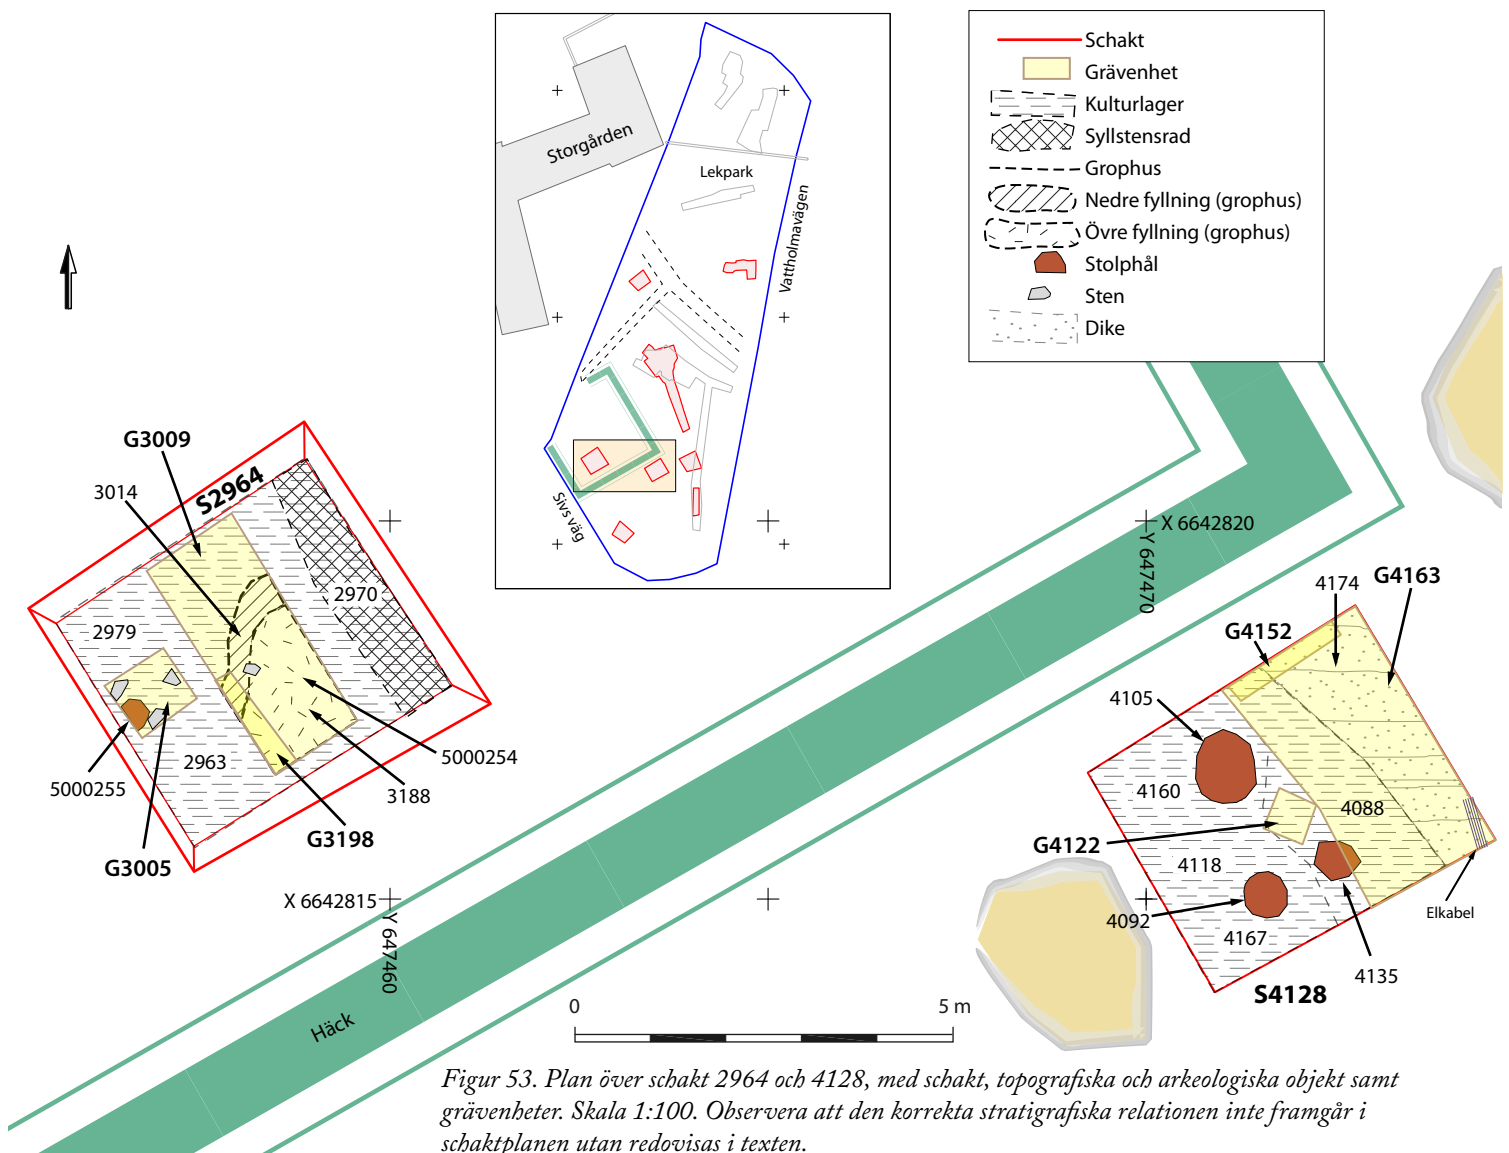 Storgården
Lekpark
Vattholmavägen
Sivs väg
Schakt
Grävenhet
Kulturlager
Syllstensrad
Grophus
Nedre fyllning (grophus)
Övre fyllning (grophus)
Stolphål
Sten
Dike
G3009
3014
S2964
2970
2979
2963
5000255
G3005
G3198
3188
5000254
X 6642820
Y 647470
4174
G4163
G4152
4105
4160
4088
G4122
4118
4092
4167
4135
Elkabel
S4128
X 6642815
Y 647460
Häck
0
5 m
Figur 53. Plan över schakt 2964 och 4128, med schakt, topografiska och arkeologiska objekt samt
grävenheter. Skala 1:100. Observera att den korrekta stratigrafiska relationen inte framgår i
schaktplanen utan redovisas i texten.